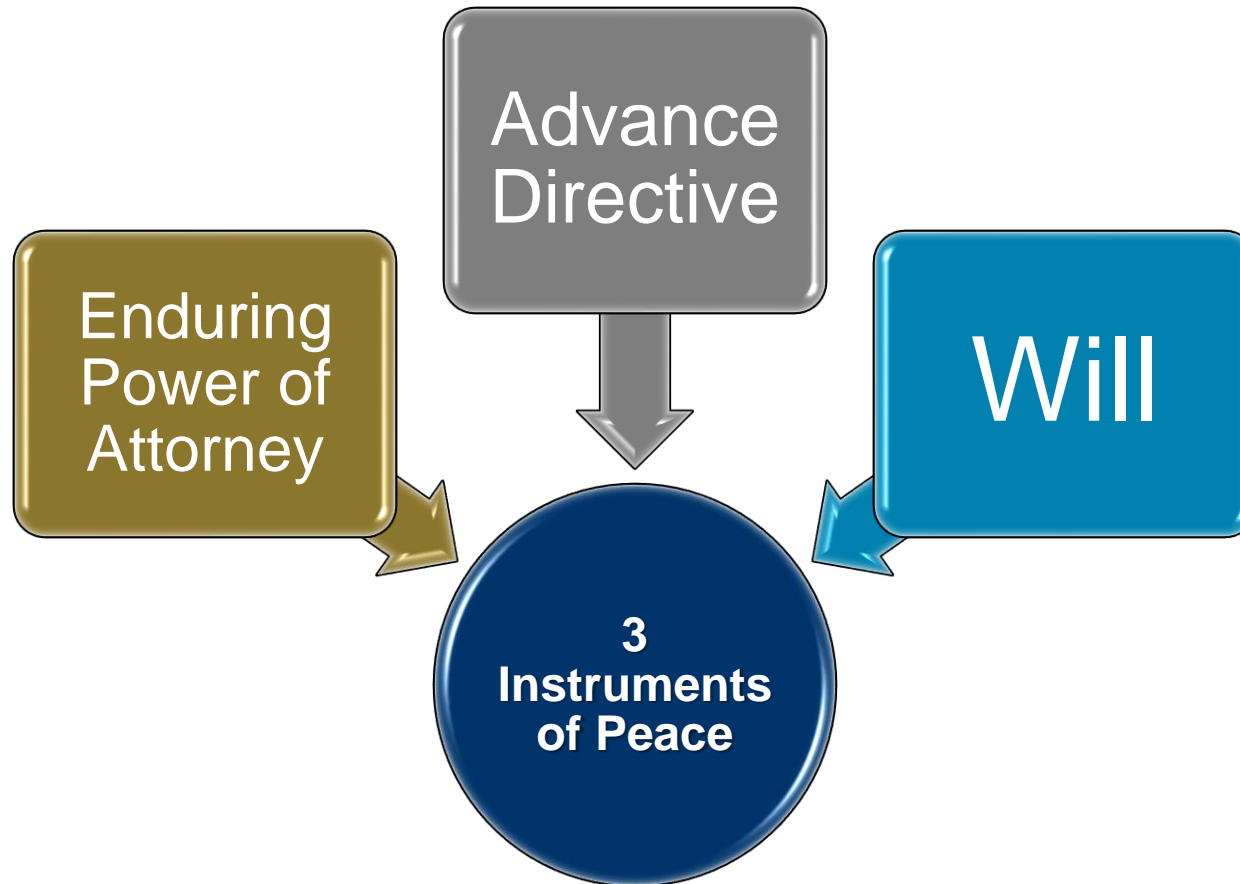 Advance
Directive
Enduring
Power of
Attorney
Will
3
Instruments
of Peace